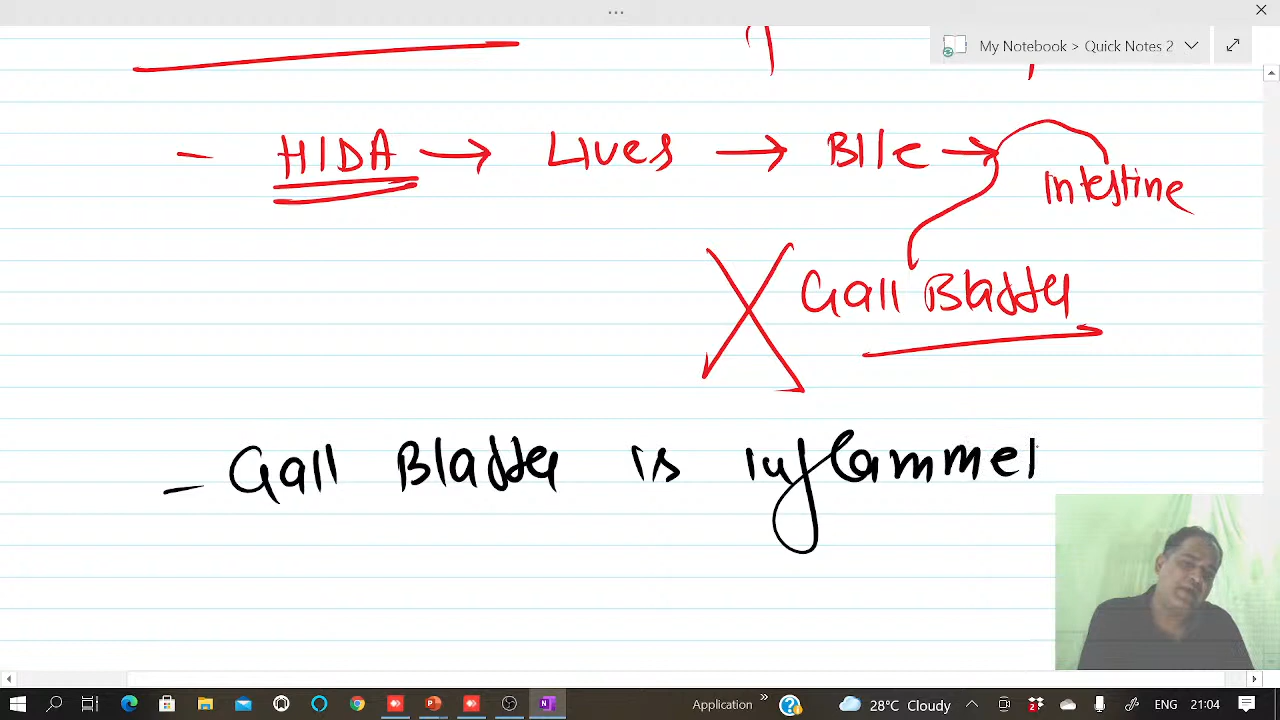 ...
My Notebook > Quick Notes 2
- HIDA → Lives → Bile →
Intestine
Gall Bladder
- Gall Bladder is inflammed
Application
»
28°C Cloudy
ENG
21:04